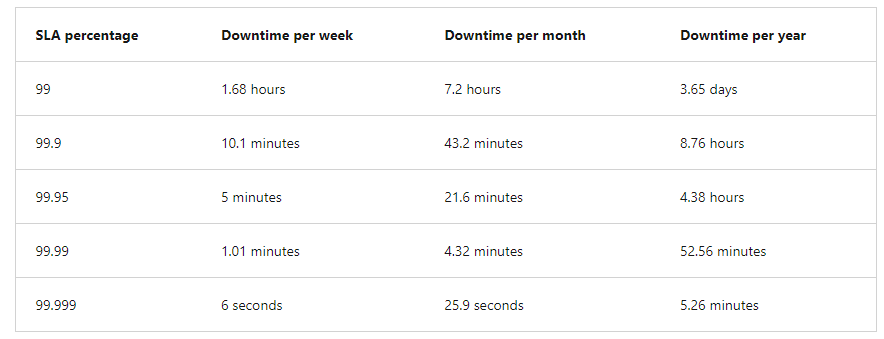 SLA percentage Downtime per week Downtime per month Downtime per year
99 1.68 hours 7.2 hours 3.65 days
99.9 10.1 minutes 43.2 minutes 8.76 hours
99.95 5 minutes 21.6 minutes 4.38 hours
99.99 1.01 minutes 4.32 minutes 52.56 minutes
99.999 6 seconds 25.9 seconds 5.26 minutes